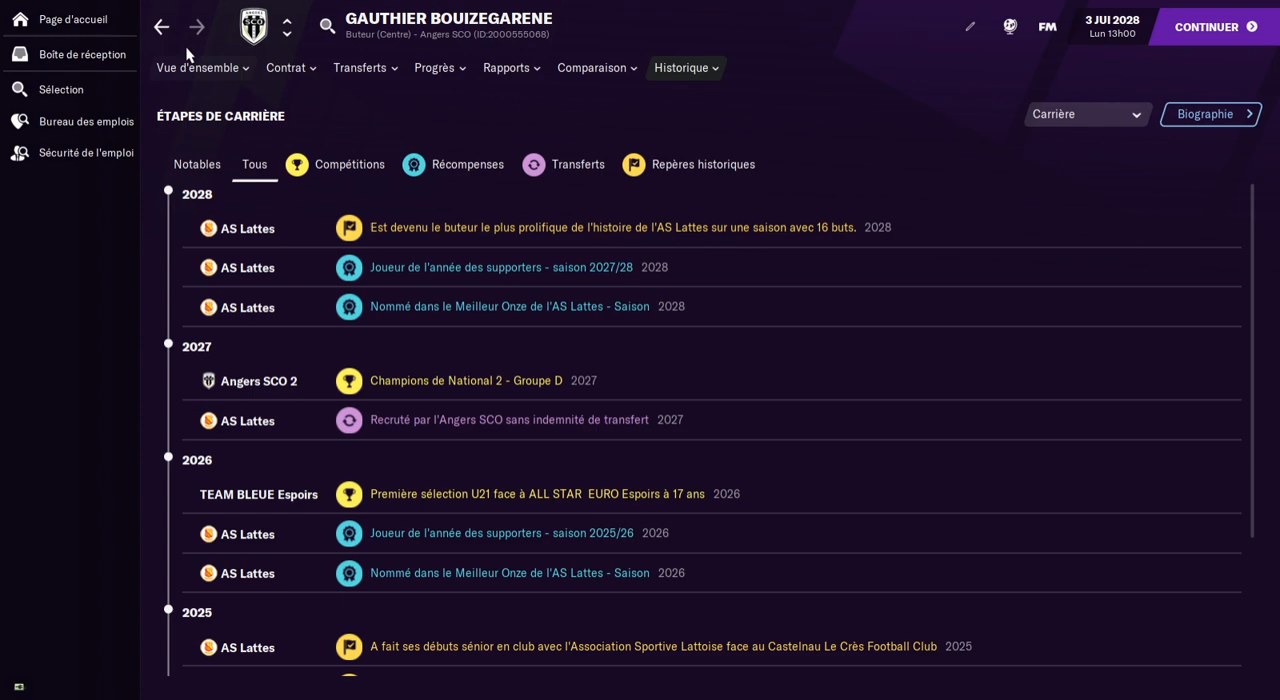 Page d'accueil
Boîte de réception
Sélection
Bureau des emplois
Sécurité de l'emploi
GAUTHIER BOUIZEGARENE
Buteur (Centre) - Angers SCO (ID:2000555068)
FM
3 JUI 2028
Lun 13h00
CONTINUER
Vue d'ensemble
Contrat
Transferts
Progrès
Rapports
Comparaison
Historique
ÉTAPES DE CARRIÈRE
Carrière
Biographie
Notables
Tous
Compétitions
Récompenses
Transferts
Repères historiques
2028
AS Lattes Est devenu le buteur le plus prolifique de l'histoire de l'AS Lattes sur une saison avec 16 buts. 2028
AS Lattes Joueur de l'année des supporters - saison 2027/28 2028
AS Lattes Nommé dans le Meilleur Onze de l'AS Lattes - Saison 2028
2027
Angers SCO 2 Champions de National 2 - Groupe D 2027
AS Lattes Recruté par l'Angers SCO sans indemnité de transfert 2027
2026
TEAM BLEUE Espoirs Première sélection U21 face à ALL STAR EURO Espoirs à 17 ans 2026
AS Lattes Joueur de l'année des supporters - saison 2025/26 2026
AS Lattes Nommé dans le Meilleur Onze de l'AS Lattes - Saison 2026
2025
AS Lattes A fait ses débuts sénior en club avec l'Association Sportive Lattoise face au Castelnau Le Crès Football Club 2025